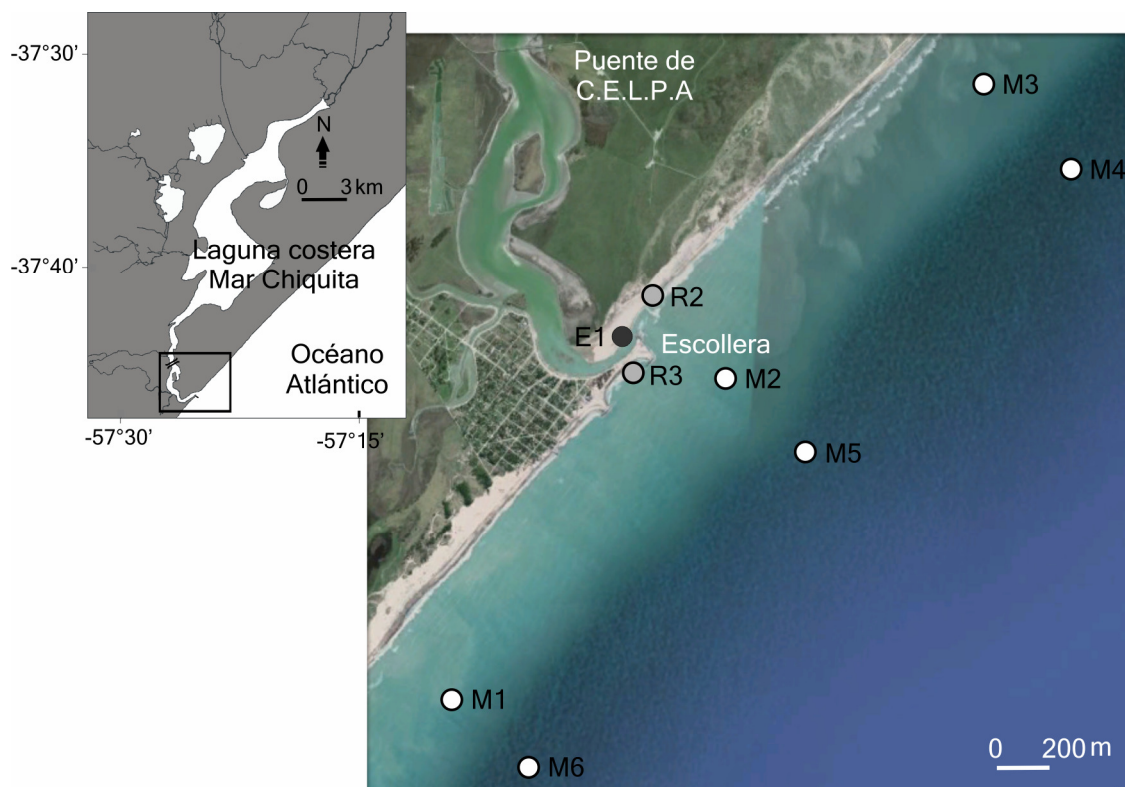 -37°30'
-37°40'
N
0 3 km
Laguna costera
Mar Chiquita
Océano
Atlántico
-57°30'
-57°15'
Puente de
C.E.L.P.A
M3
M4
R2
E1
Escollera
R3
M2
M5
M1
M6
0 200 m